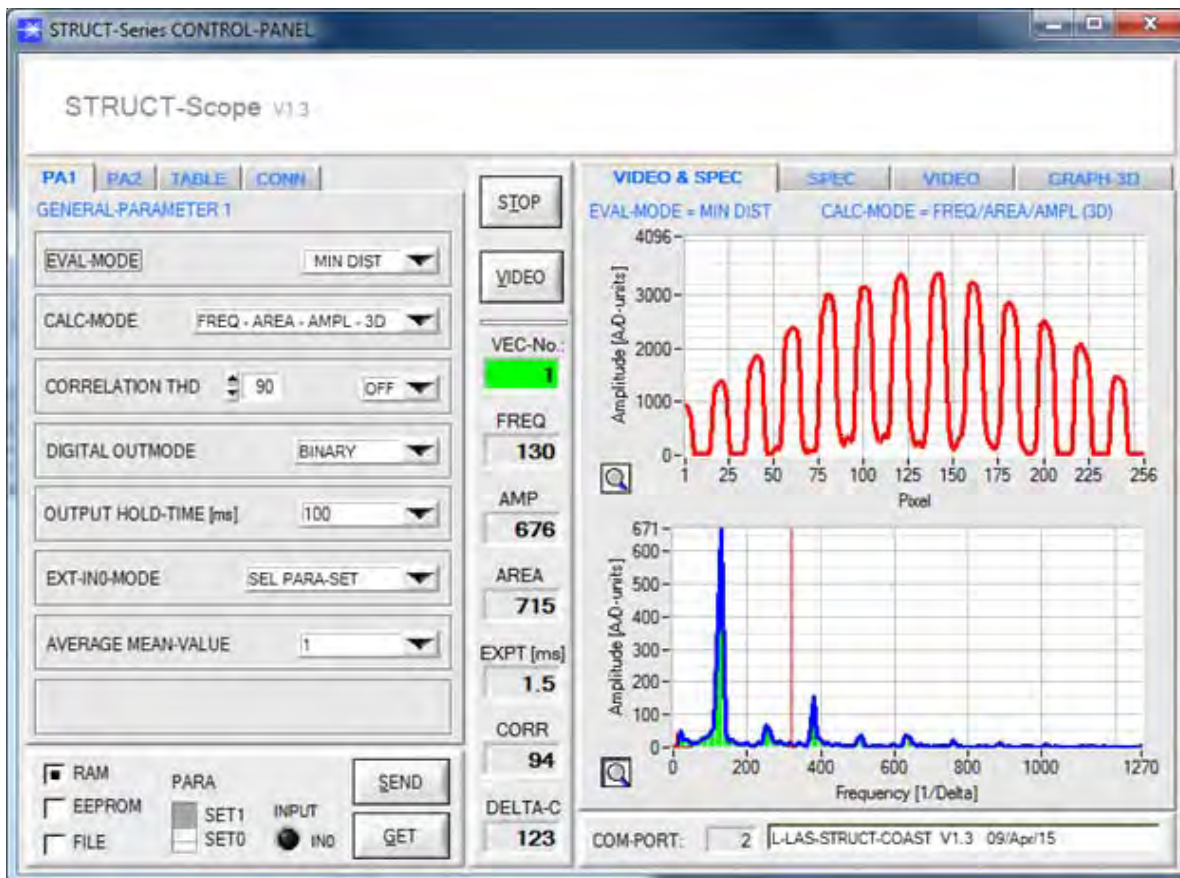 STRUCT-Series CONTROL-PANEL
STRUCT-Scope V1.3
PA1 PA2 TABLE CONN
GENERAL-PARAMETER 1
EVAL-MODE MIN DIST
CALC-MODE FREQ - AREA - AMPL - 3D
CORRELATION THD 90 OFF
DIGITAL OUTMODE BINARY
OUTPUT HOLD-TIME [ms] 100
EXT-IN0-MODE SEL PARA-SET
AVERAGE MEAN-VALUE 1
RAM
EEPROM
FILE
PARA
SET1
SET0
INPUT
IN0
SEND
GET
STOP
VIDEO
VEC-No.:
1
FREQ
130
AMP
676
AREA
715
EXPT [ms]
1.5
CORR
94
DELTA-C
123
VIDEO & SPEC SPEC VIDEO GRAPH-3D
EVAL-MODE = MIN DIST CALC-MODE = FREQ/AREA/AMPL (3D)
Amplitude [A/D-units]
4096
3000
2000
1000
0
1 25 50 75 100 125 150 175 200 225 256
Pixel
Amplitude [A/D-units]
671
600
500
400
300
200
100
0
0 200 400 600 800 1000 1270
Frequency [1/Delta]
COM-PORT: 2 L-LAS-STRUCT-COAST V1.3 09/Apr/15